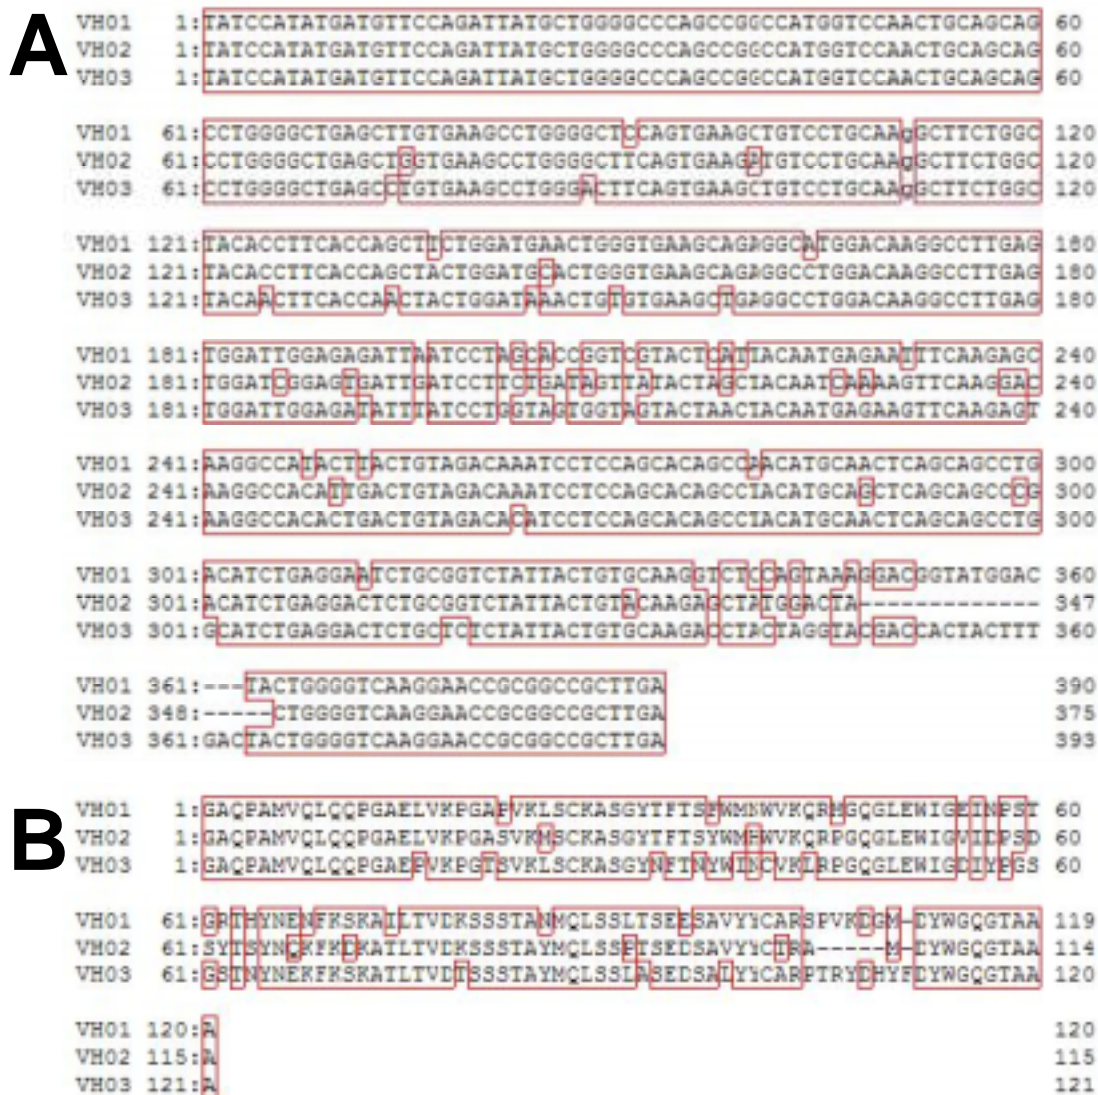 A
VH01 1:TATCCATATGATGTTCCAGATTATGCTGGGGCCCAGCCGGCCATGGTCCAACTGCAGCAG 60
VH02 1:TATCCATATGATGTTCCAGATTATGCTGGGGCCCAGCCGGCCATGGTCCAACTGCAGCAG 60
VH03 1:TATCCATATGATGTTCCAGATTATGCTGGGGCCCAGCCGGCCATGGTCCAACTGCAGCAG 60
VH01 61:CCTGGGGCTGAGCTTGTGAAGCCTGGGGCTCCAGTGAAGCTGTCCTGCAAgGCTTCTGGC 120
VH02 61:CCTGGGGCTGAGCTGGTGAAGCCTGGGGCTTCAGTGAAGATGTCCTGCAAgGCTTCTGGC 120
VH03 61:CCTGGGGCTGAGCCTGTGAAGCCTGGGACTTCAGTGAAGCTGTCCTGCAAgGCTTCTGGC 120
VH01 121:TACACCTTCACCAGCTTCTGGATGAACTGGGTGAAGCAGAGGCATGGACAAGGCCTTGAG 180
VH02 121:TACACCTTCACCAGCTACTGGATGCACTGGGTGAAGCAGAGGCCTGGACAAGGCCTTGAG 180
VH03 121:TACAACTTCACCAACTACTGGATAAACTGTGTGAAGCTGAGGCCTGGACAAGGCCTTGAG 180
VH01 181:TGGATTGGAGAGATTAATCCTAGCACCGGTCGTACTCATTACAATGAGAATTTCAAGAGC 240
VH02 181:TGGATCGGAGTGATTGATCCTTCTGATAGTTATACTAGCTACAATCAAAAGTTCAAGGAC 240
VH03 181:TGGATTGGAGATATTTATCCTGGTAGTGGTAGTACTAACTACAATGAGAAGTTCAAGAGT 240
VH01 241:AAGGCCATACTTACTGTAGACAAATCCTCCAGCACAGCCAACATGCAACTCAGCAGCCTG 300
VH02 241:AAGGCCACATTGACTGTAGACAAATCCTCCAGCACAGCCTACATGCAGCTCAGCAGCCCG 300
VH03 241:AAGGCCACACTGACTGTAGACACATCCTCCAGCACAGCCTACATGCAACTCAGCAGCCTG 300
VH01 301:ACATCTGAGGAATCTGCGGTCTATTACTGTGCAAGGTCTCCAGTAAAGGACGGTATGGAC 360
VH02 301:ACATCTGAGGACTCTGCGGTCTATTACTGTACAAGAGCTATGGACTA------------- 347
VH03 301:GCATCTGAGGACTCTGCTCTCTATTACTGTGCAAGACCTACTAGGTACGACCACTACTTT 360
VH01 361:---TACTGGGGTCAAGGAACCGCGGCCGCTTGA 390
VH02 348:-----CTGGGGTCAAGGAACCGCGGCCGCTTGA 375
VH03 361:GACTACTGGGGTCAAGGAACCGCGGCCGCTTGA 393
B
VH01 1:GAQPAMVQLQQPGAELVKPGAPVKLSCKASGYTFTSFWMNWVKQRHGQGLEWIGEINPST 60
VH02 1:GAQPAMVQLQQPGAELVKPGASVKMSCKASGYTFTSYWMHWVKQRPGQGLEWIGVIDPSD 60
VH03 1:GAQPAMVQLQQPGAEPVKPGTSVKLSCKASGYNFTNYWINCVKLRPGQGLEWIGDIYPGS 60
VH01 61:GRTHYNENFKSKAILTVDKSSSTANMQLSSLTSEESAVYYCARSPVKDGM-DYWGQGTAA 119
VH02 61:SYTSYNQKFKDKATLTVDKSSSTAYMQLSSPTSEDSAVYYCTRA-----M-DYWGQGTAA 114
VH03 61:GSTNYNEKFKSKATLTVDTSSSTAYMQLSSLASEDSALYYCARPTRYDHYFDYWGQGTAA 120
VH01 120:A 120
VH02 115:A 115
VH03 121:A 121